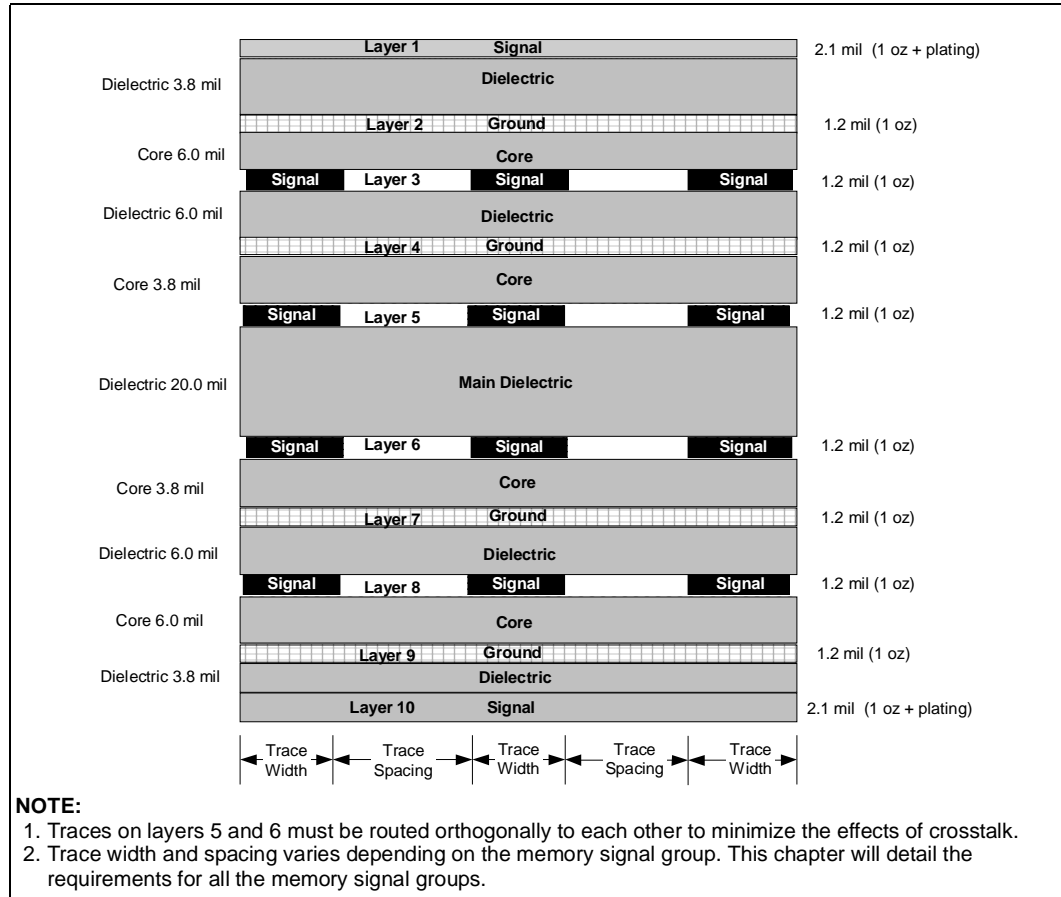 Layer 1 Signal 2.1 mil (1 oz + plating)
Dielectric 3.8 mil Dielectric
Layer 2 Ground 1.2 mil (1 oz)
Core 6.0 mil Core
Signal Layer 3 Signal Signal 1.2 mil (1 oz)
Dielectric 6.0 mil Dielectric
Layer 4 Ground 1.2 mil (1 oz)
Core 3.8 mil Core
Signal Layer 5 Signal Signal 1.2 mil (1 oz)
Dielectric 20.0 mil Main Dielectric
Signal Layer 6 Signal Signal 1.2 mil (1 oz)
Core 3.8 mil Core
Layer 7 Ground 1.2 mil (1 oz)
Dielectric 6.0 mil Dielectric
Signal Layer 8 Signal Signal 1.2 mil (1 oz)
Core 6.0 mil Core
Layer 9 Ground 1.2 mil (1 oz)
Dielectric 3.8 mil Dielectric
Layer 10 Signal 2.1 mil (1 oz + plating)
Trace Trace Trace Trace Trace
Width Spacing Width Spacing Width
NOTE:
1. Traces on layers 5 and 6 must be routed orthogonally to each other to minimize the effects of crosstalk.
2. Trace width and spacing varies depending on the memory signal group. This chapter will detail the
requirements for all the memory signal groups.